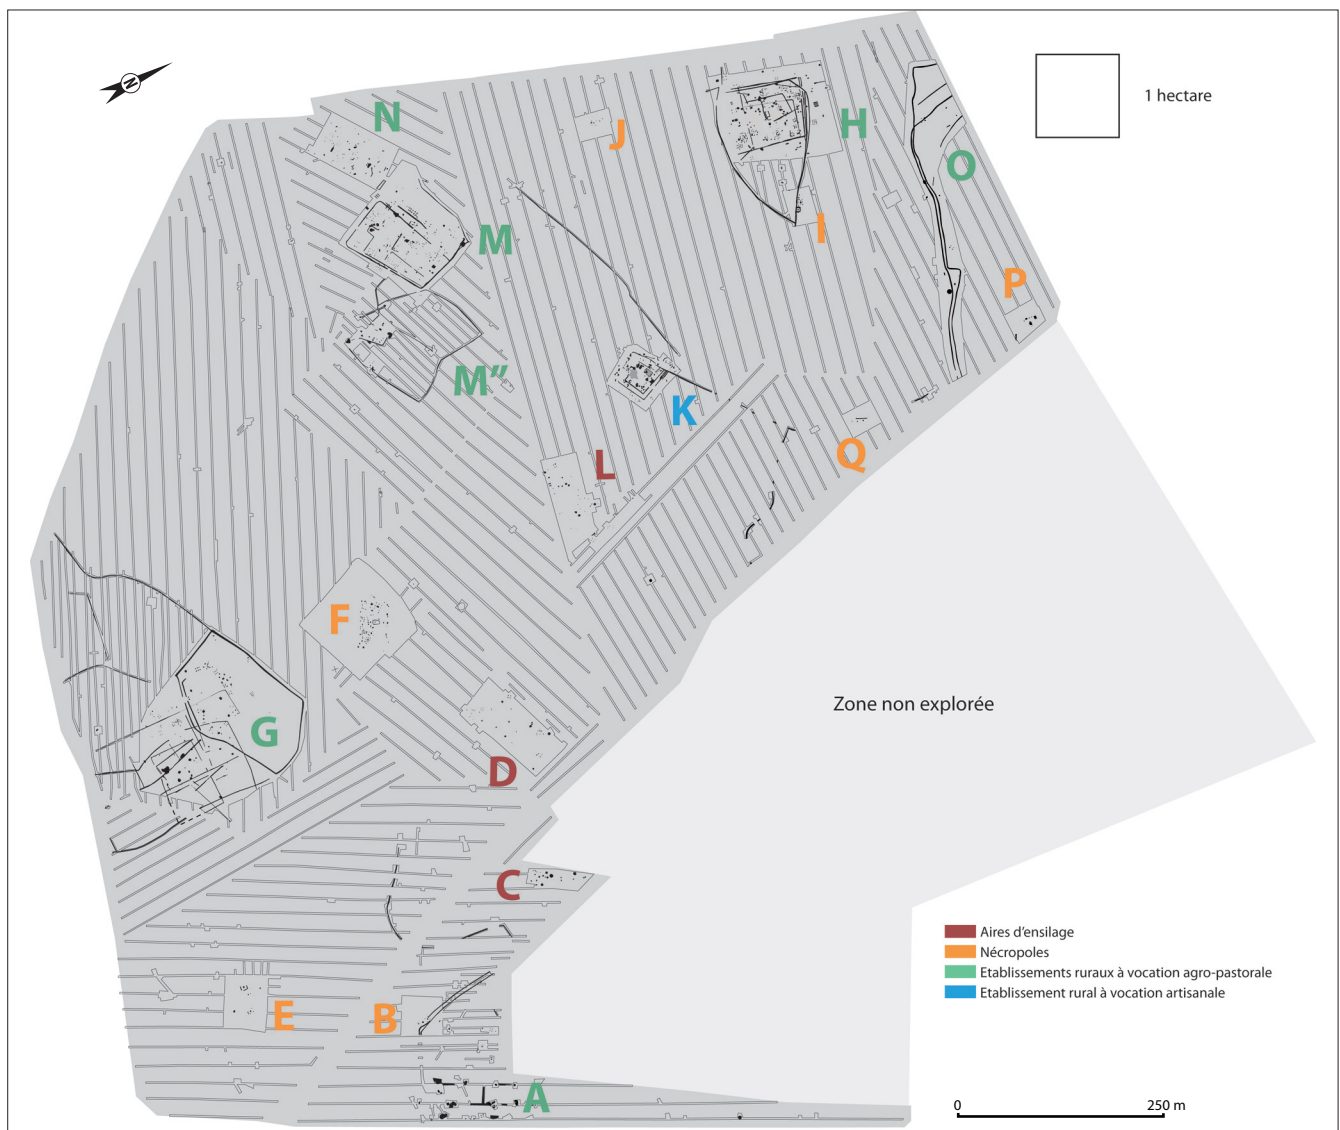 N
1 hectare
N
J
H
O
M
I
P
M"
K
Q
L
F
Zone non explorée
G
D
C
Aires d'ensilage
Nécropoles
Etablissements ruraux à vocation agro-pastorale
Etablissement rural à vocation artisanale
E
B
A
0
250 m